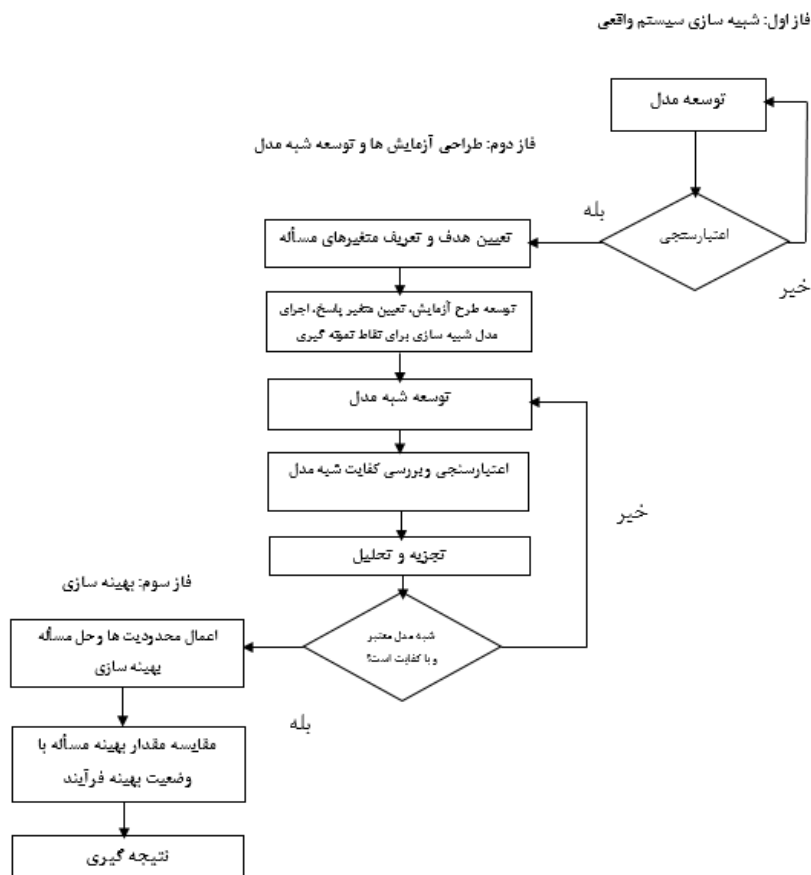 فاز اول: شبیه سازی سیستم واقعی
توسعه مدل
اعتبارسنجی
خیر
بله
فاز دوم: طراحی آزمایش ها و توسعه شبه مدل
تعیین هدف و تعریف متغیرهای مسأله
توسعه طرح آزمایش، تعیین متغیر پاسخ، اجرای
مدل شبیه سازی برای نقاط نمونه گیری
توسعه شبه مدل
اعتبارسنجی وبررسی کفایت شبه مدل
تجزیه و تحلیل
شبه مدل معتبر
و با کفایت است؟
خیر
بله
فاز سوم: بهینه سازی
اعمال محدودیت ها وحل مسأله
بهینه سازی
مقایسه مقدار بهینه مسأله با
وضعیت بهینه فرآیند
نتیجه گیری